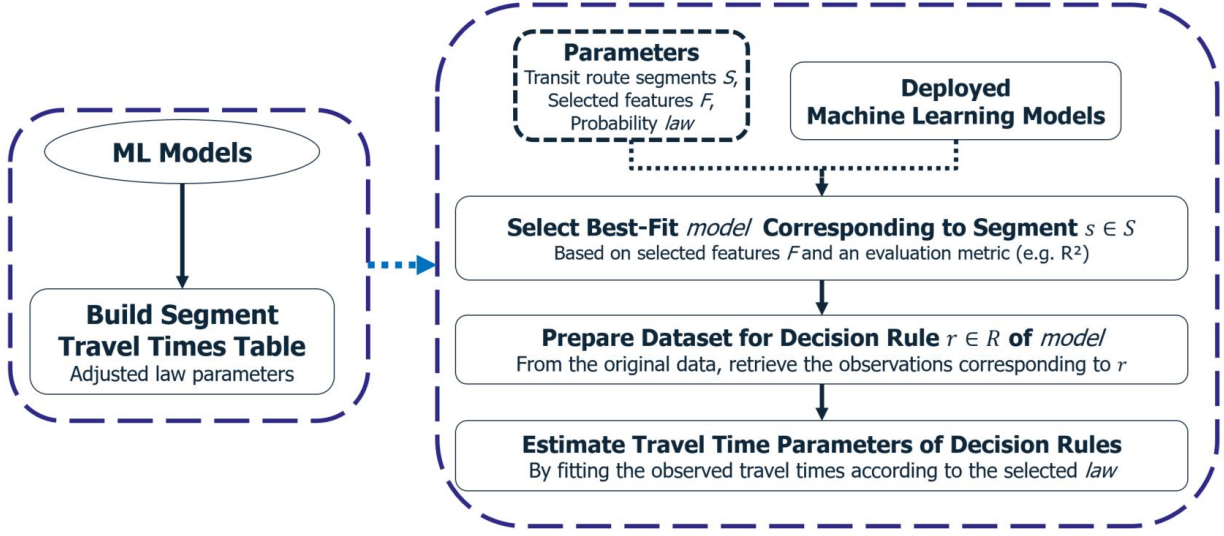 ML Models
Build Segment
Travel Times Table
Adjusted law parameters
Parameters
Transit route segments S,
Selected features F,
Probability law
Deployed
Machine Learning Models
Select Best-Fit model Corresponding to Segment s ∈ S
Based on selected features F and an evaluation metric (e.g. R²)
Prepare Dataset for Decision Rule r ∈ R of model
From the original data, retrieve the observations corresponding to r
Estimate Travel Time Parameters of Decision Rules
By fitting the observed travel times according to the selected law